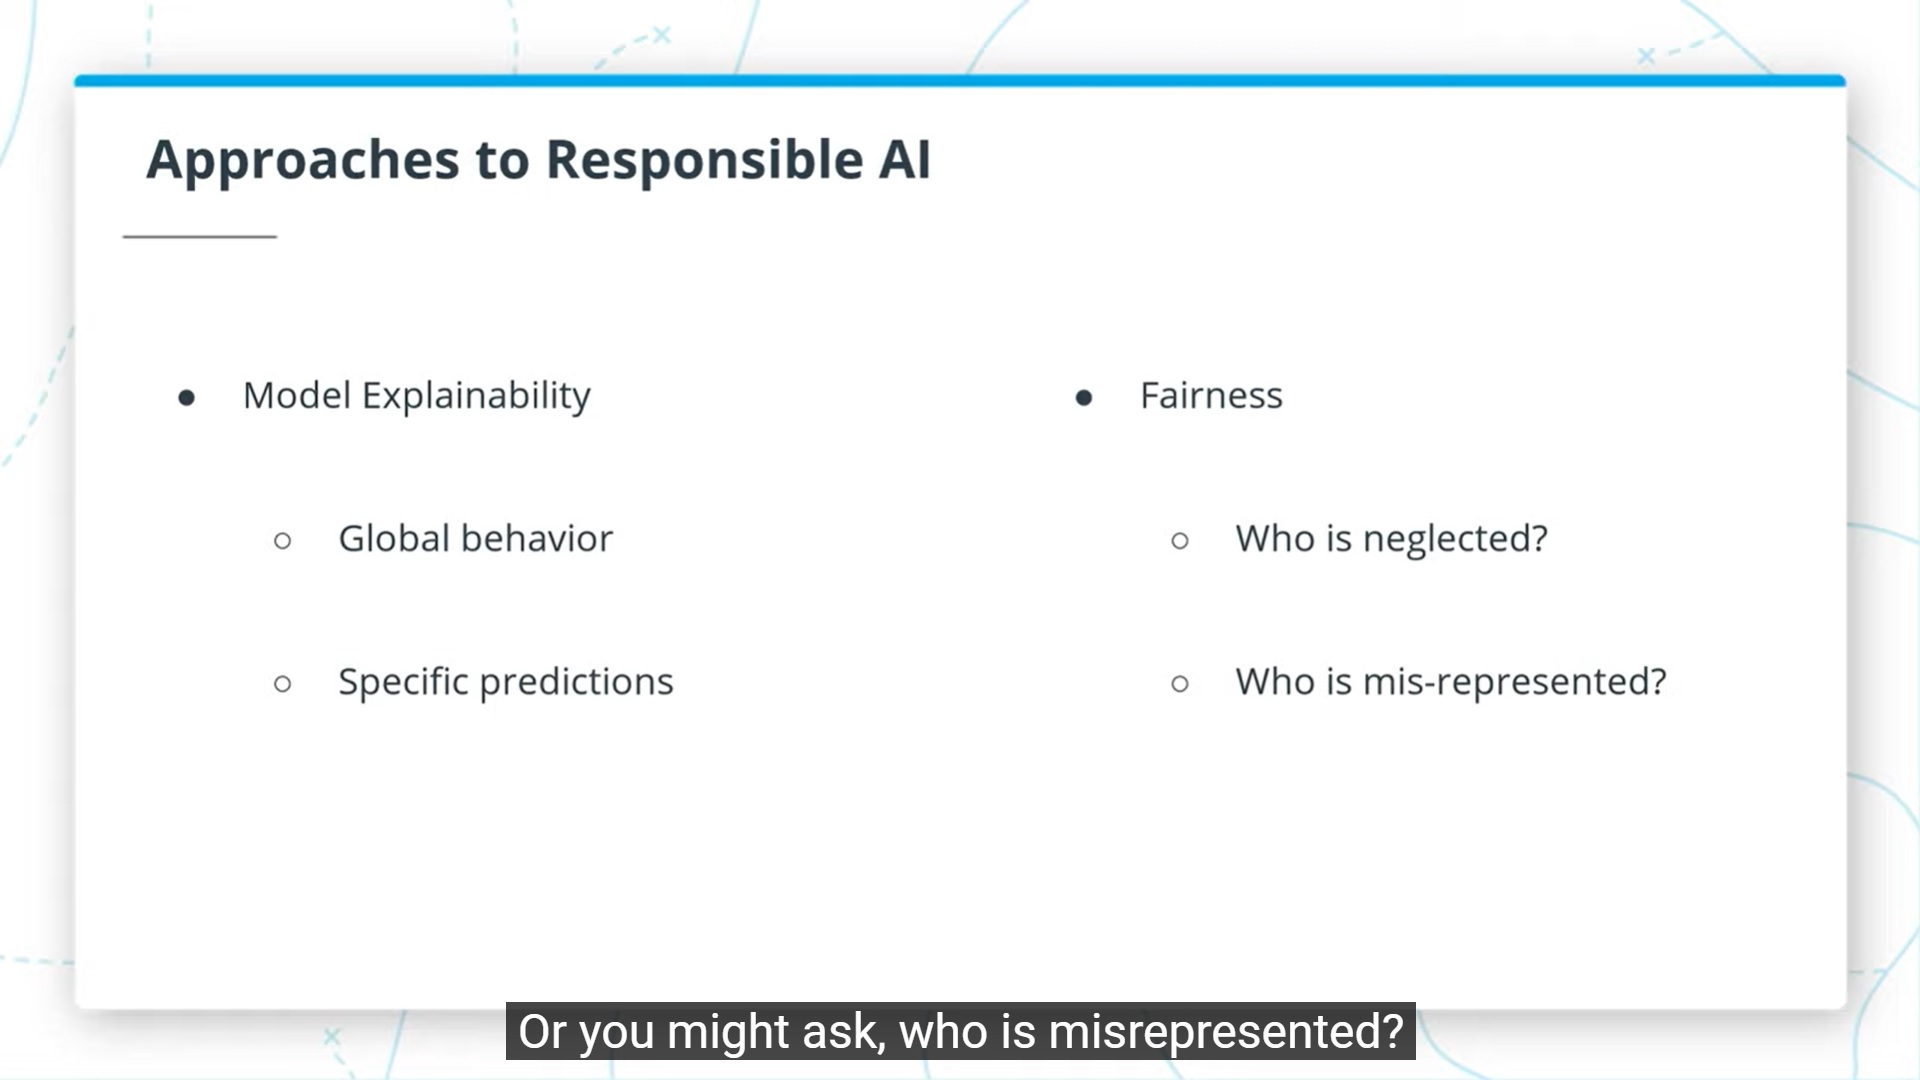 Approaches to Responsible AI
● Model Explainability
○ Global behavior
○ Specific predictions
● Fairness
○ Who is neglected?
○ Who is mis-represented?
Or you might ask, who is misrepresented?